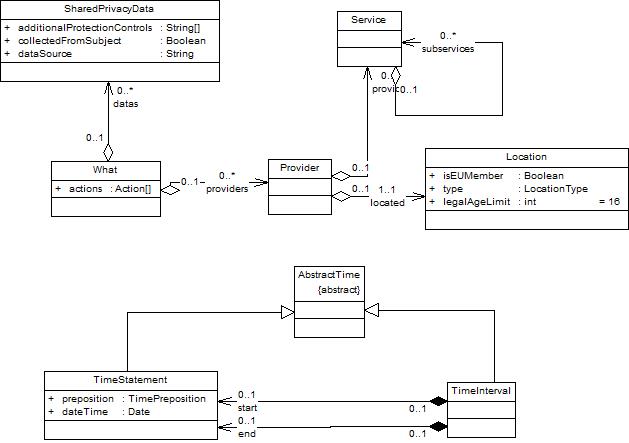 SharedPrivacyData
+ additionalProtectionControls : String[]
+ collectedFromSubject : Boolean
+ dataSource : String
Service
0..*
subservices
0..*
datas
0..1
0..1
What
+ actions : Action[]
0..1
0..*
providers
Provider
0..1
0..1
1..1
located
Location
+ isEUMember : Boolean
+ type : LocationType
+ legalAgeLimit : int = 16
AbstractTime
{abstract}
TimeStatement
+ preposition : TimePreposition
+ dateTime : Date
0..1
start
0..1
0..1
end
0..1
TimeInterval